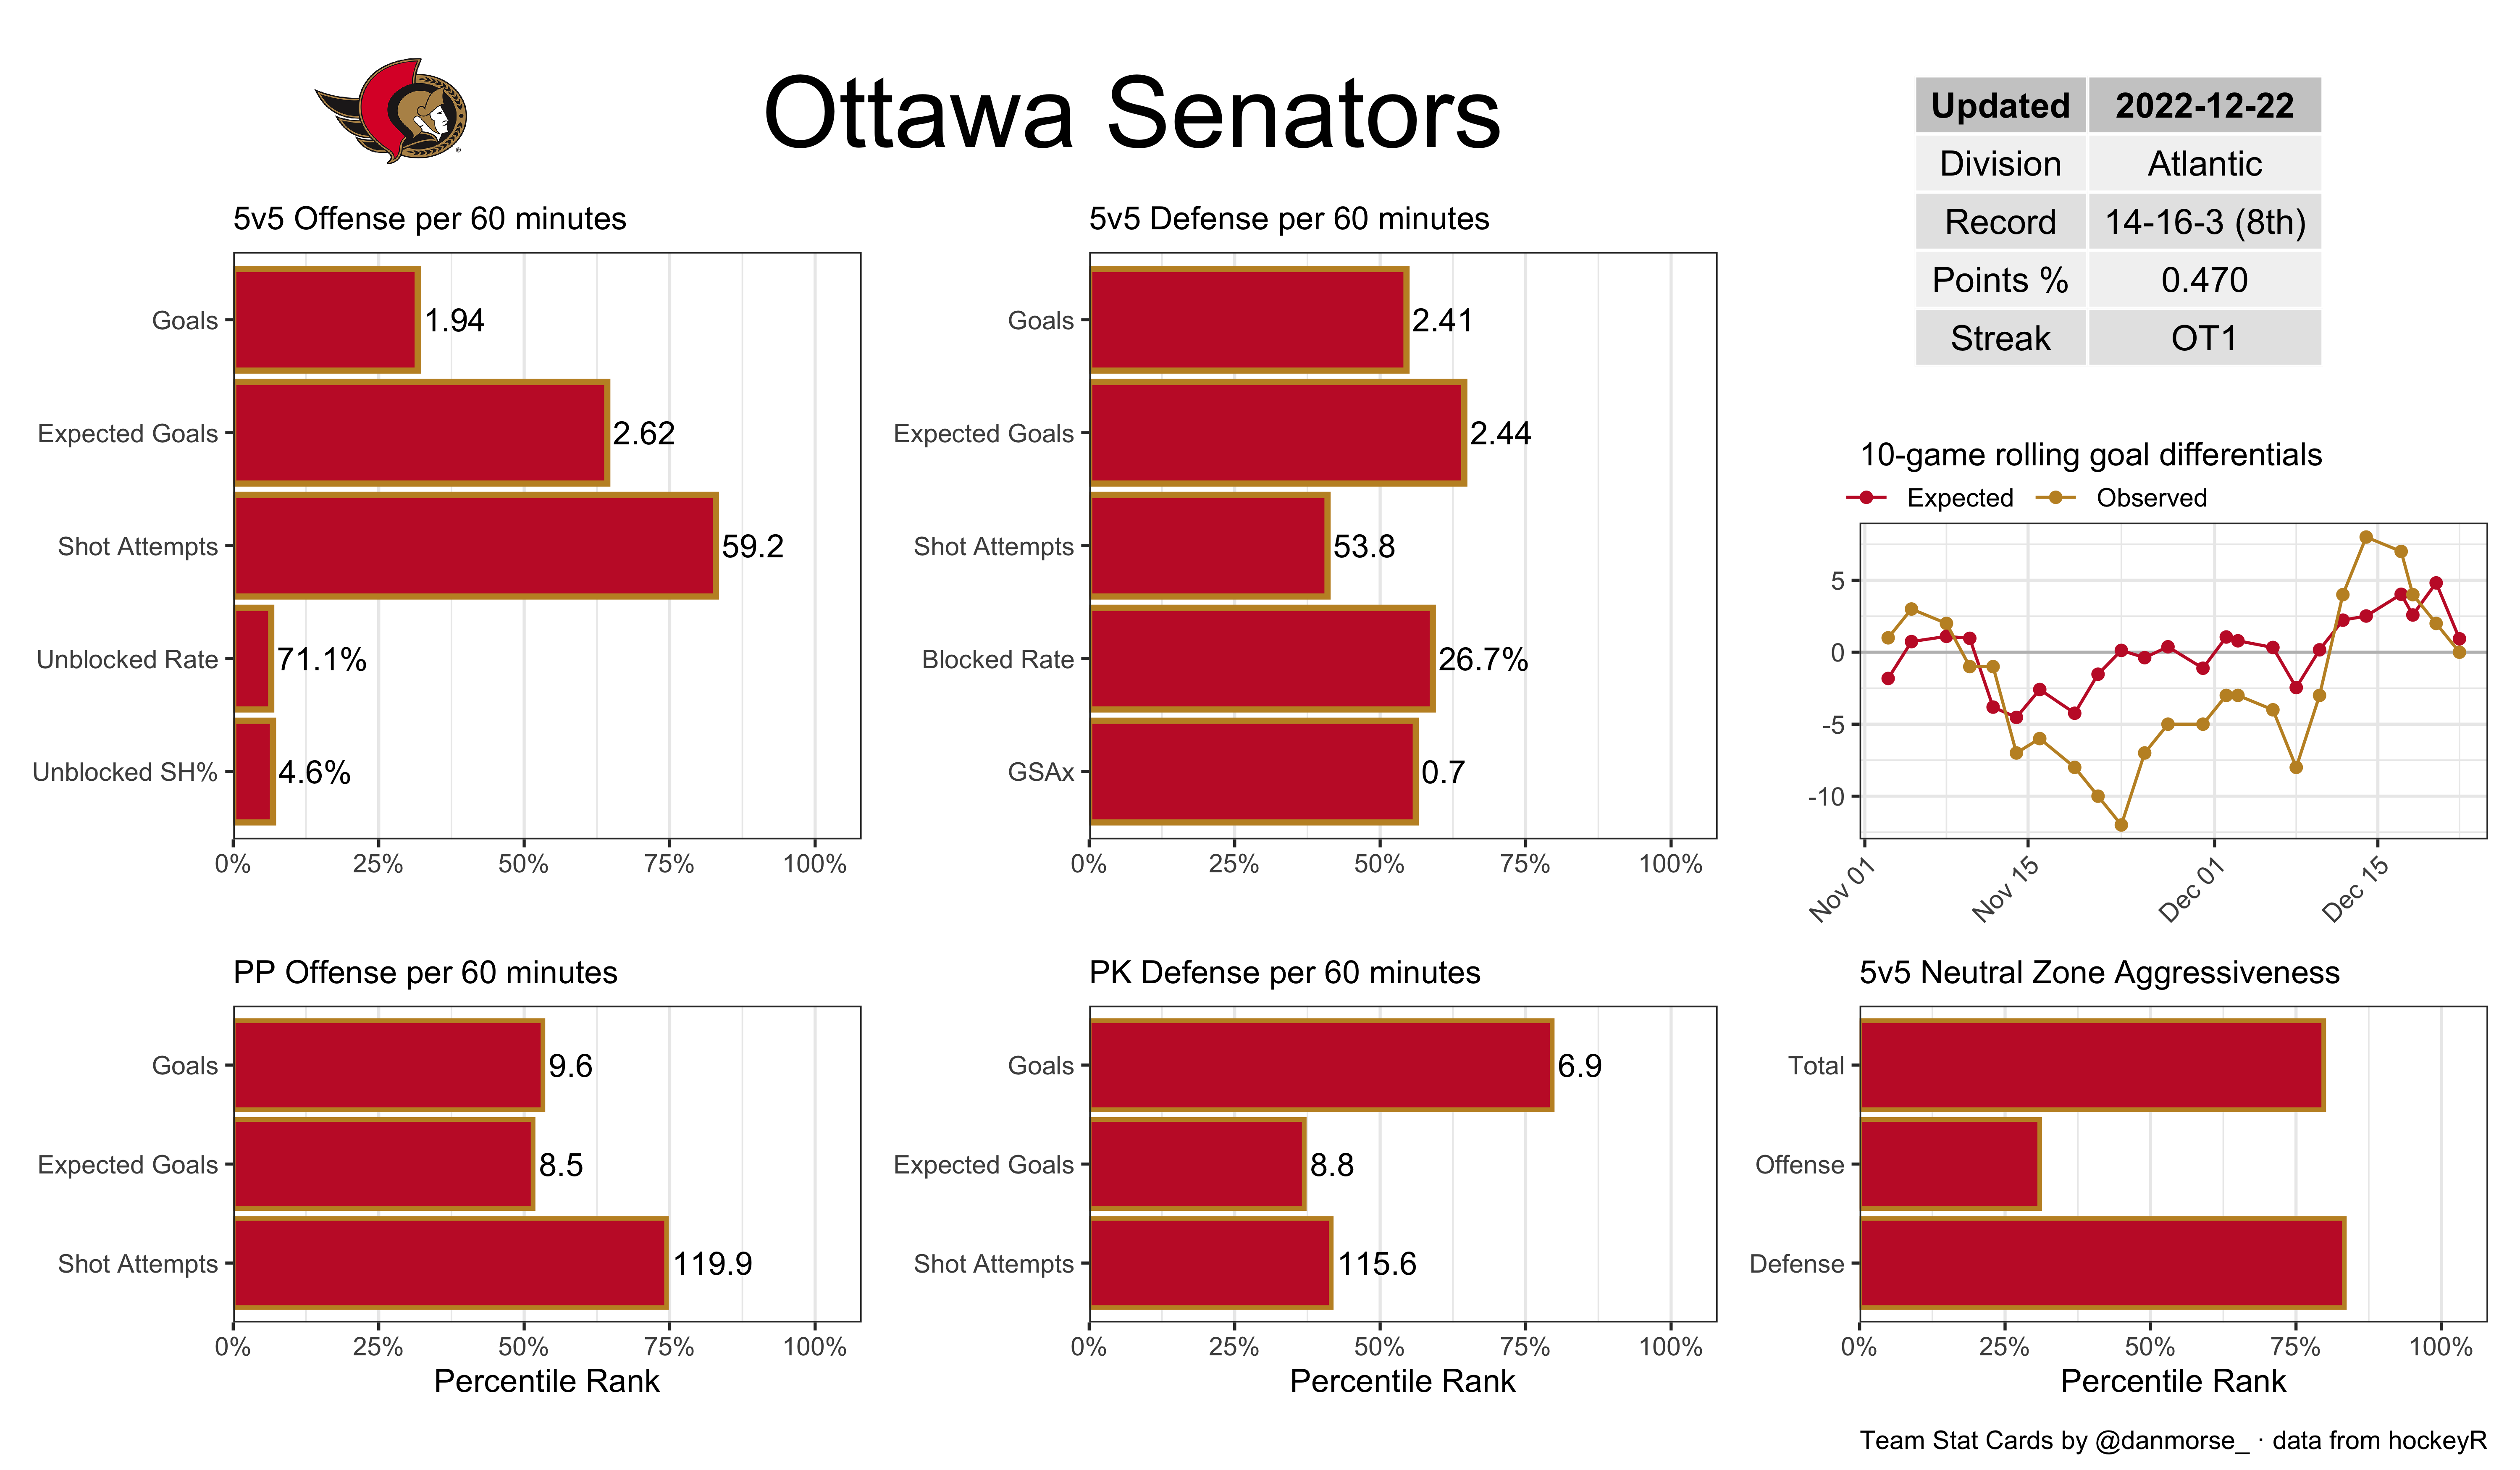 Ottawa Senators
Updated 2022-12-22
Division Atlantic
Record 14-16-3 (8th)
Points % 0.470
Streak OT1
5v5 Offense per 60 minutes
Goals 1.94
Expected Goals 2.62
Shot Attempts 59.2
Unblocked Rate 71.1%
Unblocked SH% 4.6%
0% 25% 50% 75% 100%
5v5 Defense per 60 minutes
Goals 2.41
Expected Goals 2.44
Shot Attempts 53.8
Blocked Rate 26.7%
GSAx 0.7
0% 25% 50% 75% 100%
10-game rolling goal differentials
Expected Observed
5
0
-5
-10
Nov 01 Nov 15 Dec 01 Dec 15
PP Offense per 60 minutes
Goals 9.6
Expected Goals 8.5
Shot Attempts 119.9
0% 25% 50% 75% 100%
Percentile Rank
PK Defense per 60 minutes
Goals 6.9
Expected Goals 8.8
Shot Attempts 115.6
0% 25% 50% 75% 100%
Percentile Rank
5v5 Neutral Zone Aggressiveness
Total
Offense
Defense
0% 25% 50% 75% 100%
Percentile Rank
Team Stat Cards by @danmorse_ · data from hockeyR